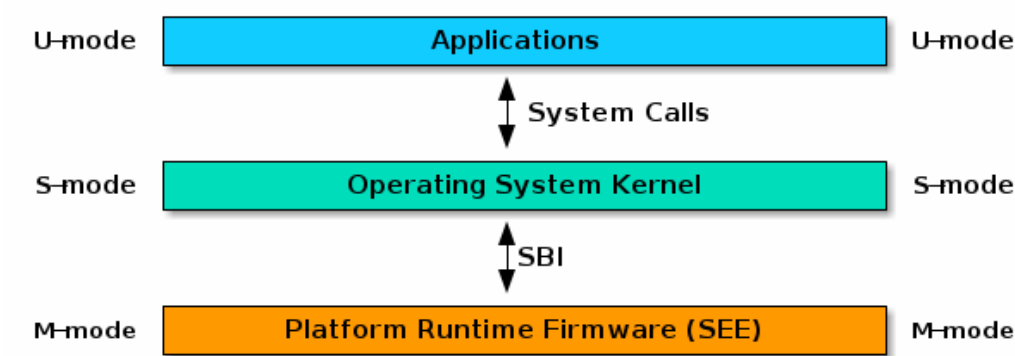 U-mode Applications U-mode
System Calls
S-mode Operating System Kernel S-mode
SBI
M-mode Platform Runtime Firmware (SEE) M-mode